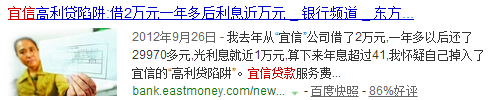 宜信高利贷陷阱:借2万元,一年多后利息近万元 _ 银行频道 _ 东方...
2012年9月26日 - 我去年从“宜信”公司借了2万元,一年多以后还了
29970多元,光利息就近1万元,算下来年息超过41,我怀疑自己掉入了
宜信的“高利贷陷阱”。宜信贷款服务费...
bank.eastmoney.com/new... - 百度快照 - 86%好评